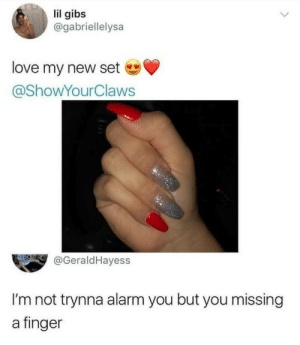 lil gibs
@gabriellelysa
love my new set 😍❤️
@ShowYourClaws
@GeraldHayess
I'm not trynna alarm you but you missing
a finger